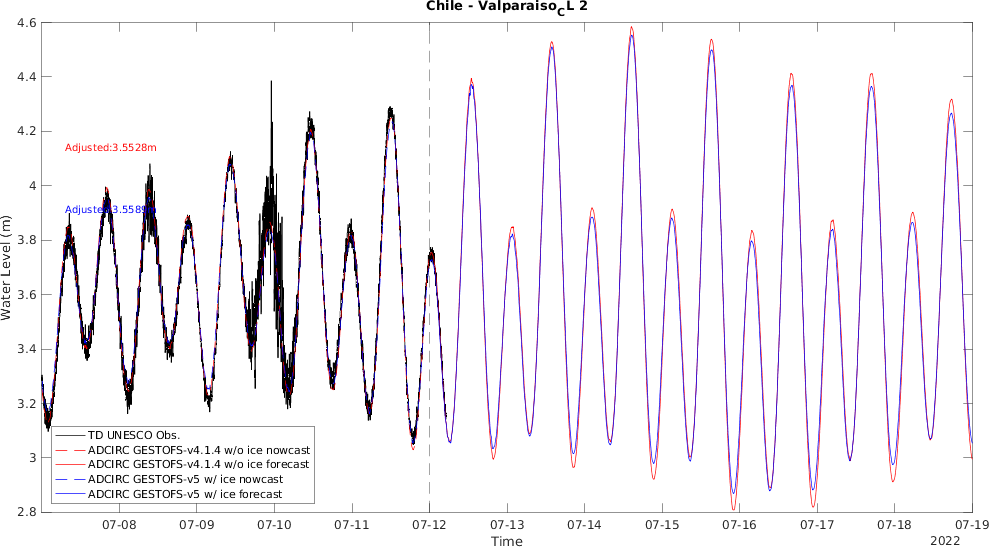 Chile - Valparaiso_CL 2
4.6
4.4
4.2
4
3.8
3.6
3.4
3.2
3
2.8
Water Level (m)
Adjusted:3.5528m
Adjusted:3.5589m
TD UNESCO Obs.
ADCIRC GESTOFS-v4.1.4 w/o ice nowcast
ADCIRC GESTOFS-v4.1.4 w/o ice forecast
ADCIRC GESTOFS-v5 w/ ice nowcast
ADCIRC GESTOFS-v5 w/ ice forecast
07-08 07-09 07-10 07-11 07-12 07-13 07-14 07-15 07-16 07-17 07-18 07-19
Time
2022